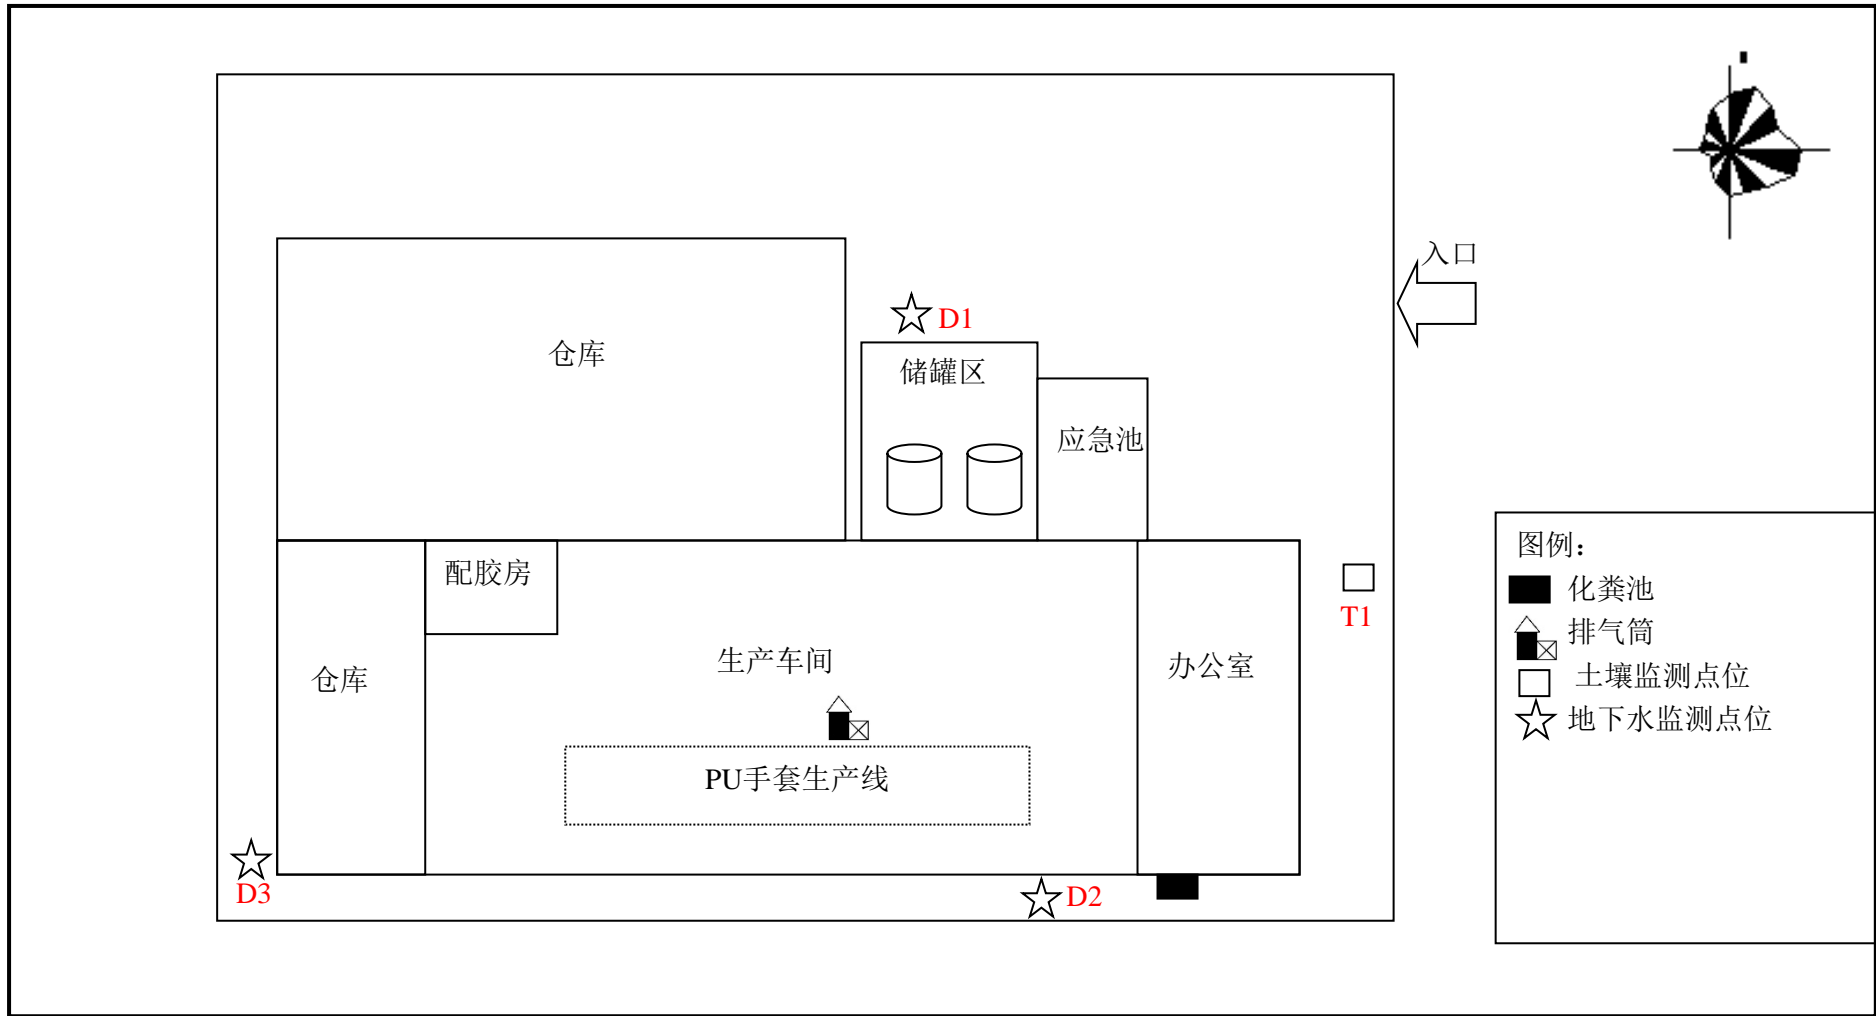 入口
D1
仓库
储罐区
应急池
配胶房
T1
生产车间
办公室
仓库
PU手套生产线
D3
D2
图例：
化粪池
排气筒
土壤监测点位
地下水监测点位